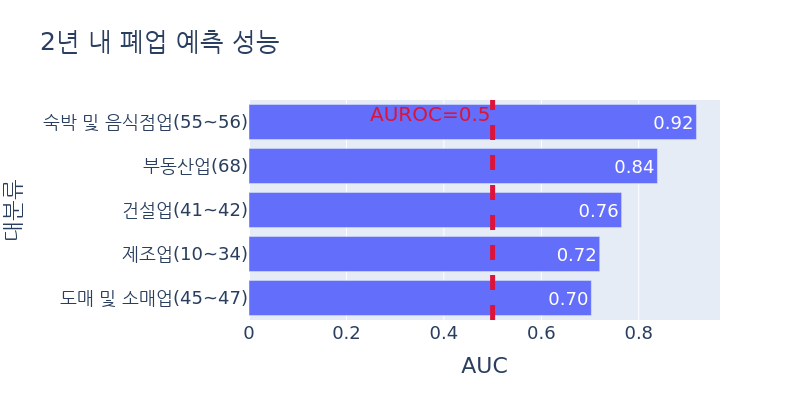 2년 내 폐업 예측 성능
AUROC=0.5
숙박 및 음식점업(55~56)
0.92
부동산업(68)
0.84
건설업(41~42)
0.76
제조업(10~34)
0.72
도매 및 소매업(45~47)
0.70
대분류
0
0.2
0.4
0.6
0.8
AUC